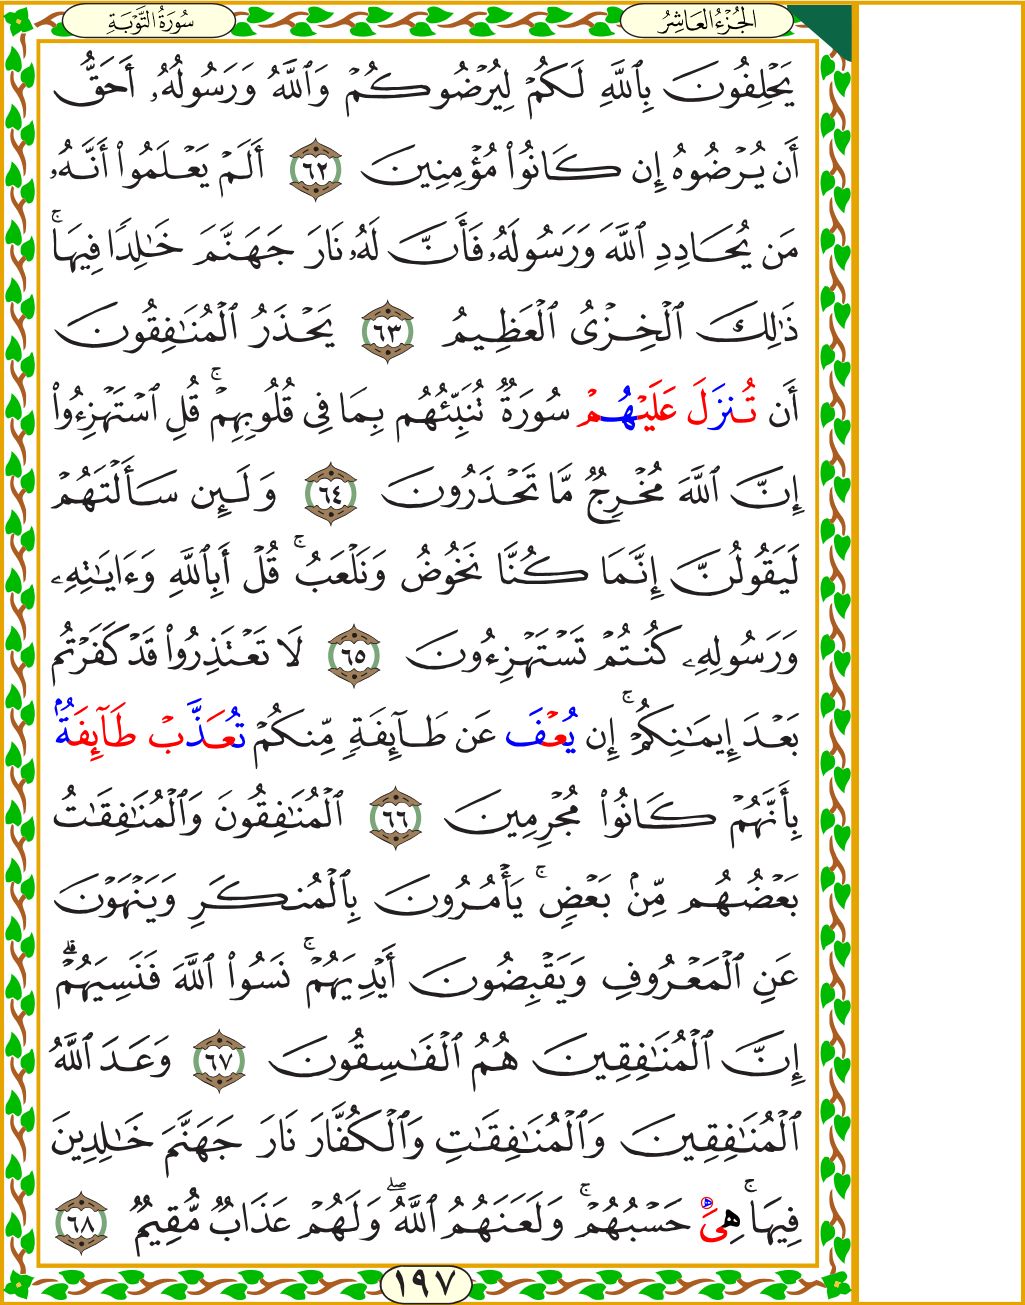 الجُزْءُ العَاشِرُ
سُورَةُ التَّوْبَةِ
يَحْلِفُونَ بِٱللَّهِ لَكُمْ لِيُرْضُوكُمْ وَٱللَّهُ وَرَسُولُهُۥ أَحَقُّ
أَن يُرْضُوهُ إِن كَانُوا۟ مُؤْمِنِينَ ٦٢ أَلَمْ يَعْلَمُوٓا۟ أَنَّهُۥ
مَن يُحَادِدِ ٱللَّهَ وَرَسُولَهُۥ فَأَنَّ لَهُۥ نَارَ جَهَنَّمَ خَٰلِدًا فِيهَاۚ
ذَٰلِكَ ٱلْخِزْىُ ٱلْعَظِيمُ ٦٣ يَحْذَرُ ٱلْمُنَٰفِقُونَ
أَن تُنزَلَ عَلَيْهُمْ سُورَةٌ تُنَبِّئُهُم بِمَا فِى قُلُوبِهِمْۚ قُلِ ٱسْتَهْزِءُوٓا۟
إِنَّ ٱللَّهَ مُخْرِجٌ مَّا تَحْذَرُونَ ٦٤ وَلَئِن سَأَلْتَهُمْ
لَيَقُولُنَّ إِنَّمَا كُنَّا نَخُوضُ وَنَلْعَبُۚ قُلْ أَبِٱللَّهِ وَءَايَٰتِهِۦ
وَرَسُولِهِۦ كُنتُمْ تَسْتَهْزِءُونَ ٦٥ لَا تَعْتَذِرُوا۟ قَدْ كَفَرْتُم
بَعْدَ إِيمَٰنِكُمْۚ إِن يُعْفَ عَن طَآئِفَةٍ مِّنكُمْ تُعَذَّبْ طَآئِفَةُۢ
بِأَنَّهُمْ كَانُوا۟ مُجْرِمِينَ ٦٦ ٱلْمُنَٰفِقُونَ وَٱلْمُنَٰفِقَٰتُ
بَعْضُهُم مِّنۢ بَعْضٍۚ يَأْمُرُونَ بِٱلْمُنكَرِ وَيَنْهَوْنَ
عَنِ ٱلْمَعْرُوفِ وَيَقْبِضُونَ أَيْدِيَهُمْۚ نَسُوا۟ ٱللَّهَ فَنَسِيَهُمْۗ
إِنَّ ٱلْمُنَٰفِقِينَ هُمُ ٱلْفَٰسِقُونَ ٦٧ وَعَدَ ٱللَّهُ
ٱلْمُنَٰفِقِينَ وَٱلْمُنَٰفِقَٰتِ وَٱلْكُفَّارَ نَارَ جَهَنَّمَ خَٰلِدِينَ
فِيهَاۚ هِىَ حَسْبُهُمْۚ وَلَعَنَهُمُ ٱللَّهُۖ وَلَهُمْ عَذَابٌ مُّقِيمٌ ٦٨
١٩٧